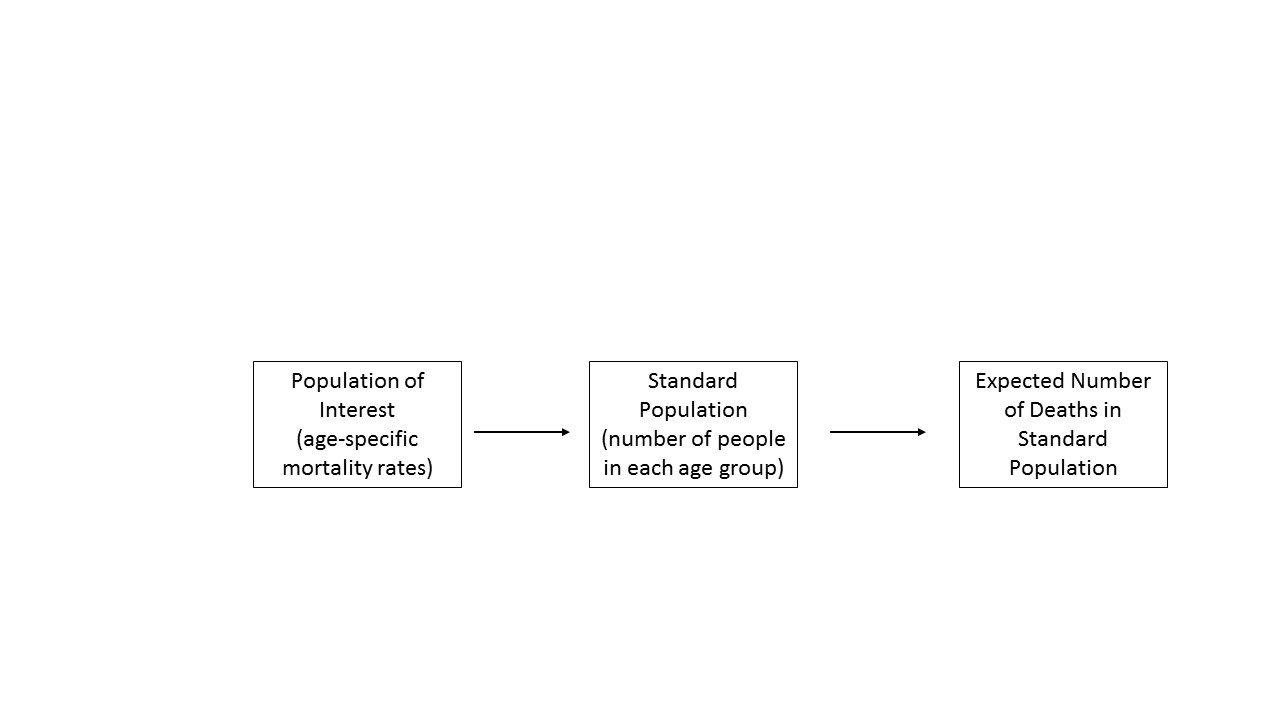 Population of
Interest
(age-specific
mortality rates)
Standard
Population
(number of people
in each age group)
Expected Number
of Deaths in
Standard
Population